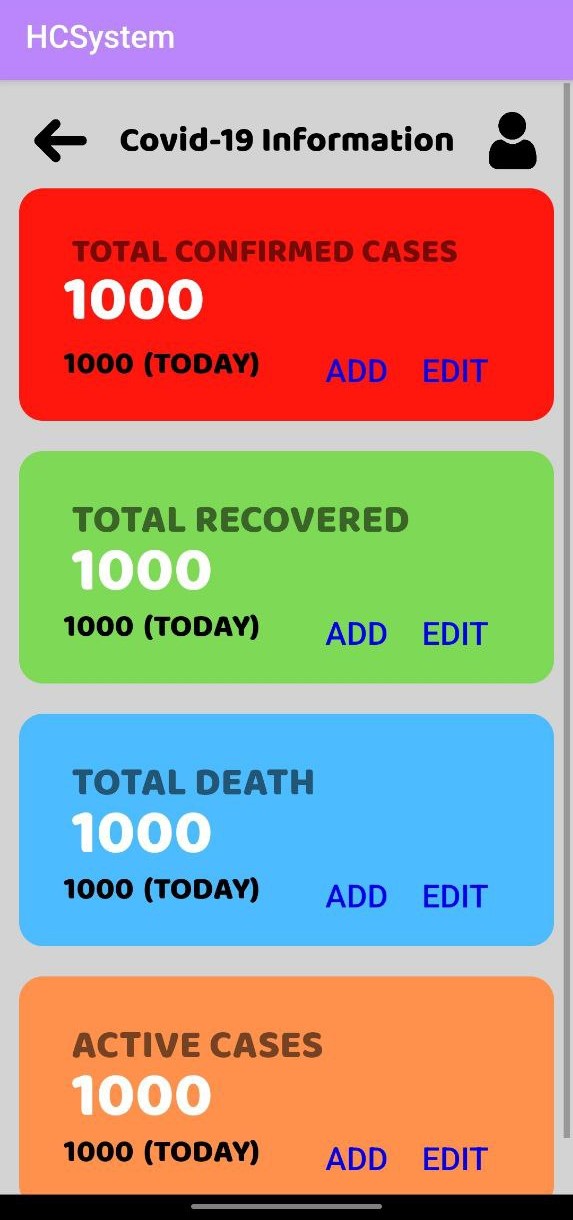 HCSystem
Covid-19 Information
TOTAL CONFIRMED CASES
1000
1000 (TODAY) ADD EDIT
TOTAL RECOVERED
1000
1000 (TODAY) ADD EDIT
TOTAL DEATH
1000
1000 (TODAY) ADD EDIT
ACTIVE CASES
1000
1000 (TODAY) ADD EDIT